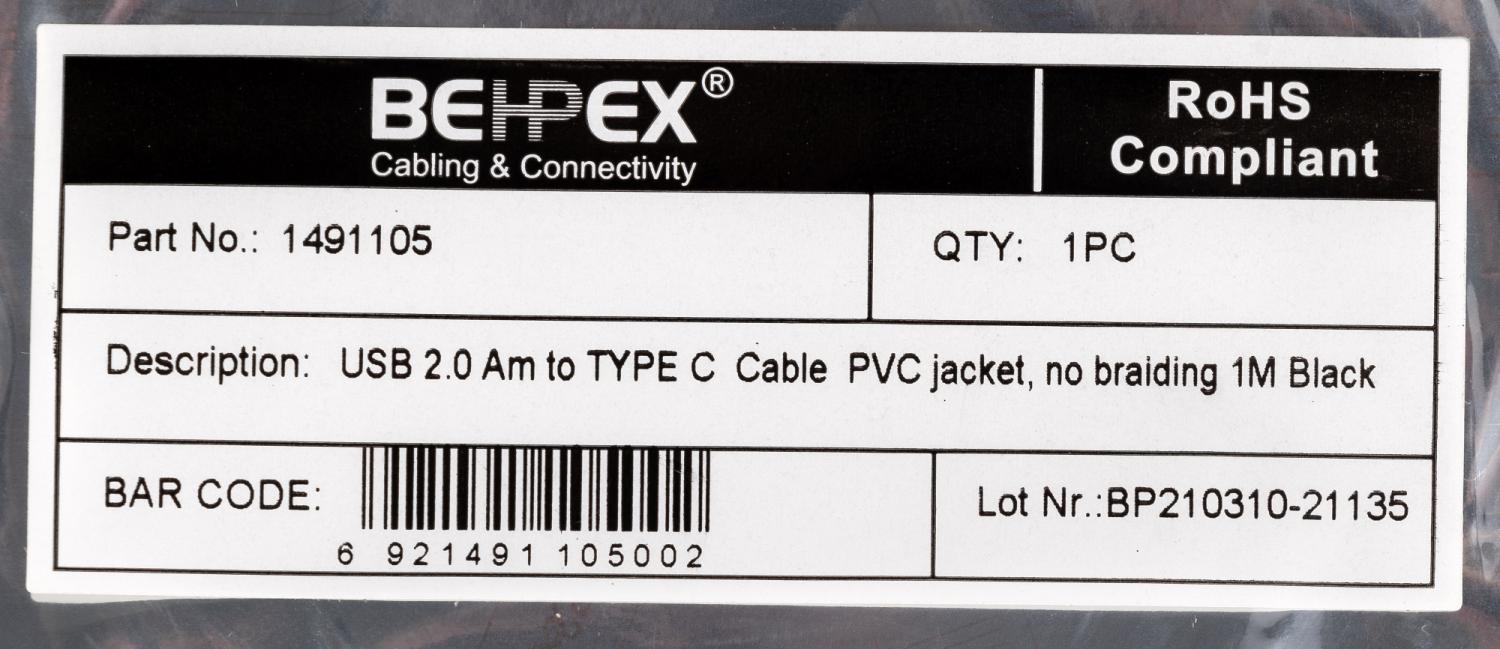 BEHPEX®
Cabling & Connectivity
RoHS
Compliant
Part No.: 1491105
QTY: 1PC
Description: USB 2.0 Am to TYPE C Cable PVC jacket, no braiding 1M Black
BAR CODE:
6 921491 105002
Lot Nr.:BP210310-21135